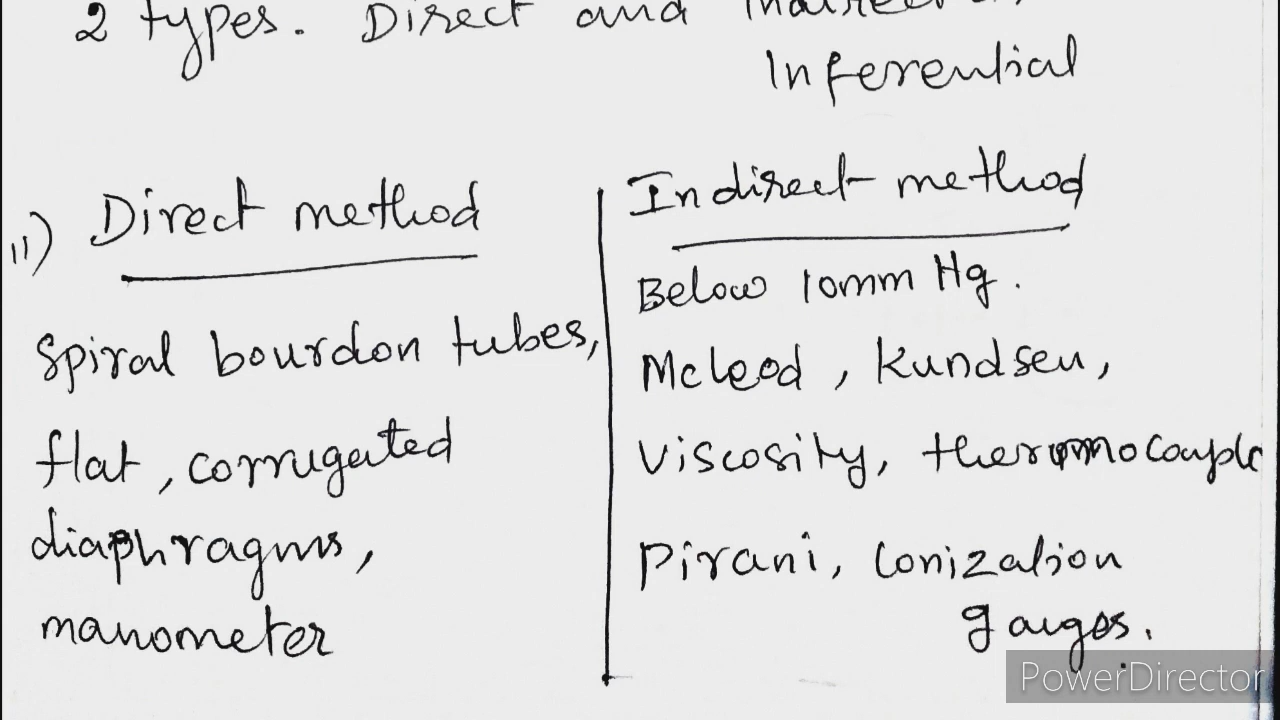 2 types. Direct and
Inferential
11) Direct method
Spiral bourdon tubes,
flat, corrugated
diaphragms,
manometer
Indirect method
Below 10mm Hg.
Mcleod, Kundsen,
Viscosity, thermocouple
Pirani, Ionization
gauges.
PowerDirector